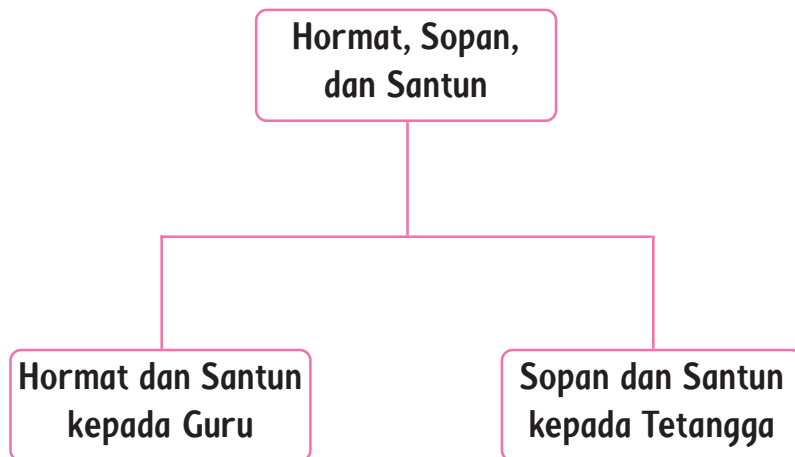 Hormat, Sopan,
dan Santun
Hormat dan Santun
kepada Guru
Sopan dan Santun
kepada Tetangga